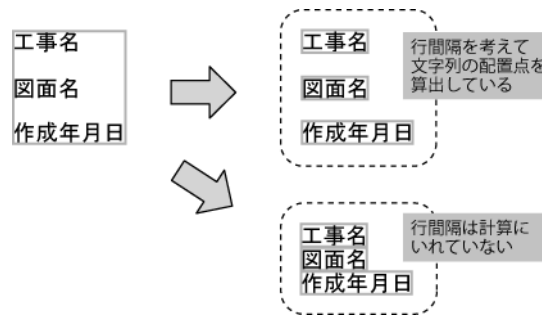 工事名
図面名
作成年月日
工事名
図面名
作成年月日
行間隔を考えて
文字列の配置点を
算出している
工事名
図面名
作成年月日
行間隔は計算に
いれていない